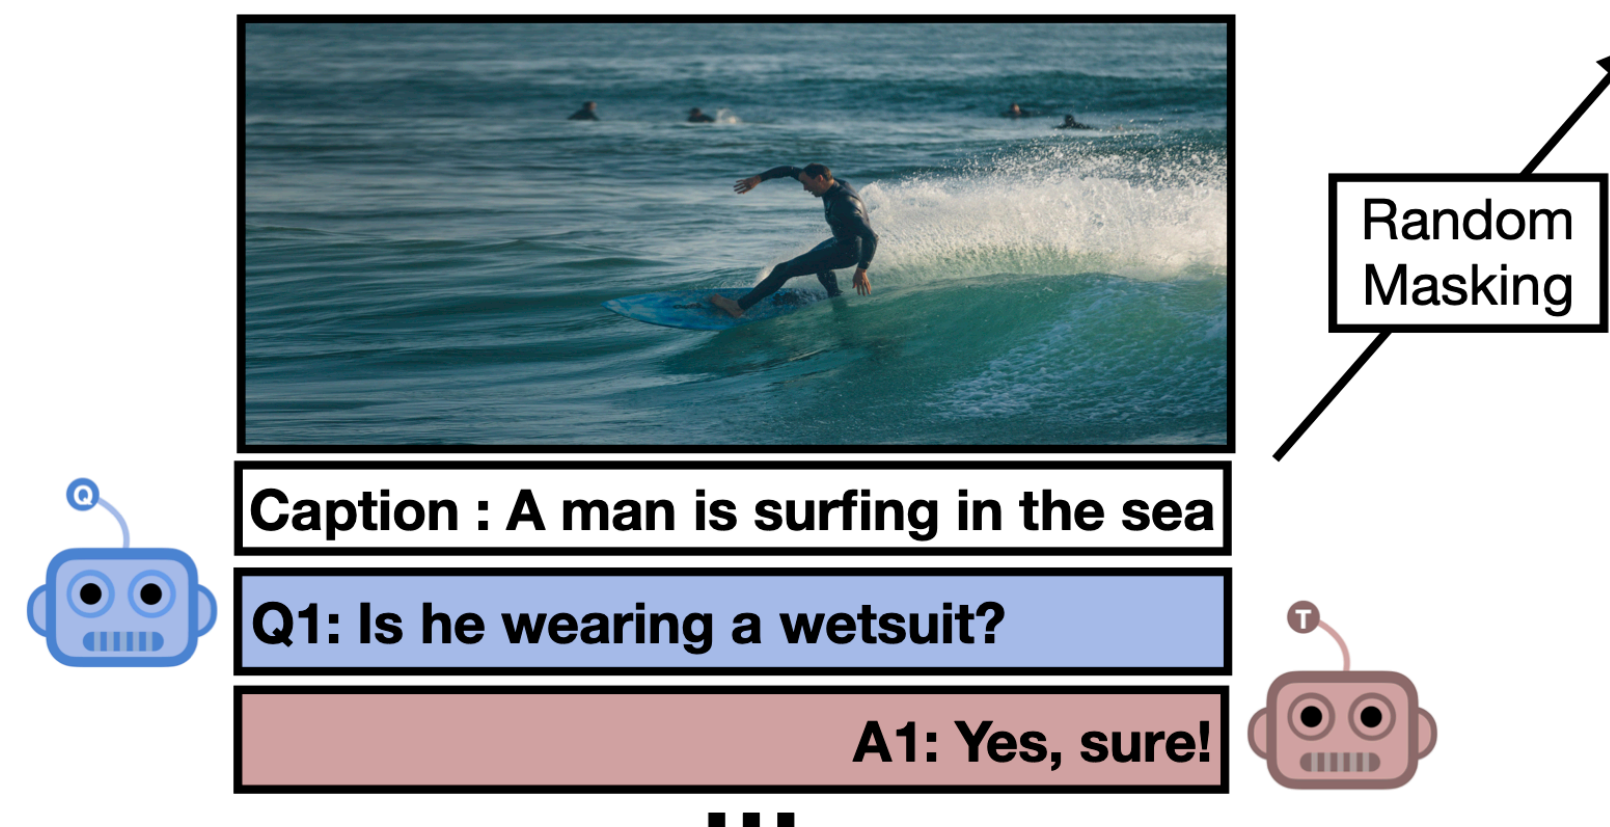 Random
Masking
Caption : A man is surfing in the sea
Q
Q1: Is he wearing a wetsuit?
T
A1: Yes, sure!